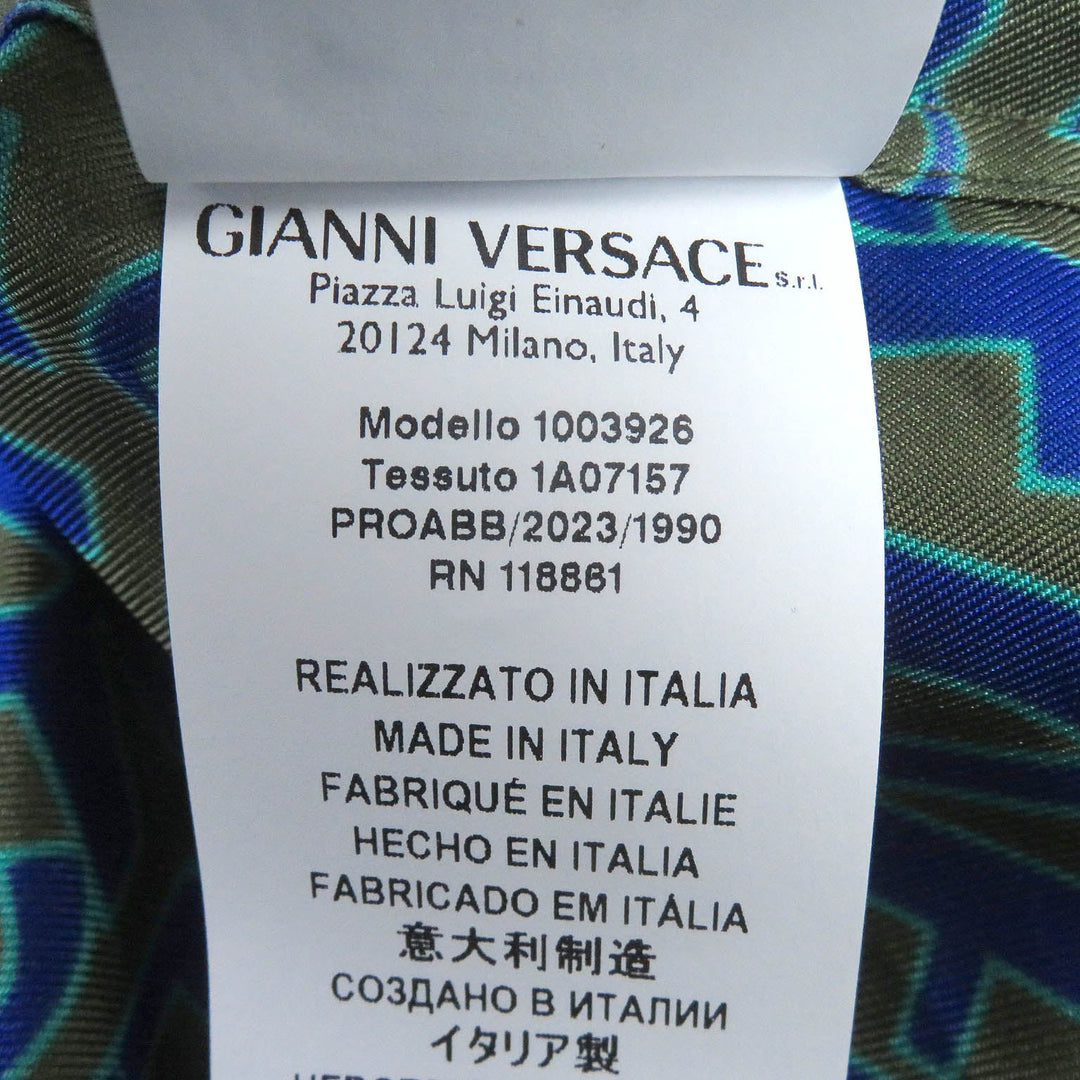 GIANNI VERSACE s.r.l.
Piazza Luigi Einaudi, 4
20124 Milano, Italy
Modello 1003926
Tessuto 1A07157
PROABB/2023/1990
RN 118861
REALIZZATO IN ITALIA
MADE IN ITALY
FABRIQUÉ EN ITALIE
HECHO EN ITALIA
FABRICADO EM ITÁLIA
意大利制造
СОЗДАНО В ИТАЛИИ
イタリア製